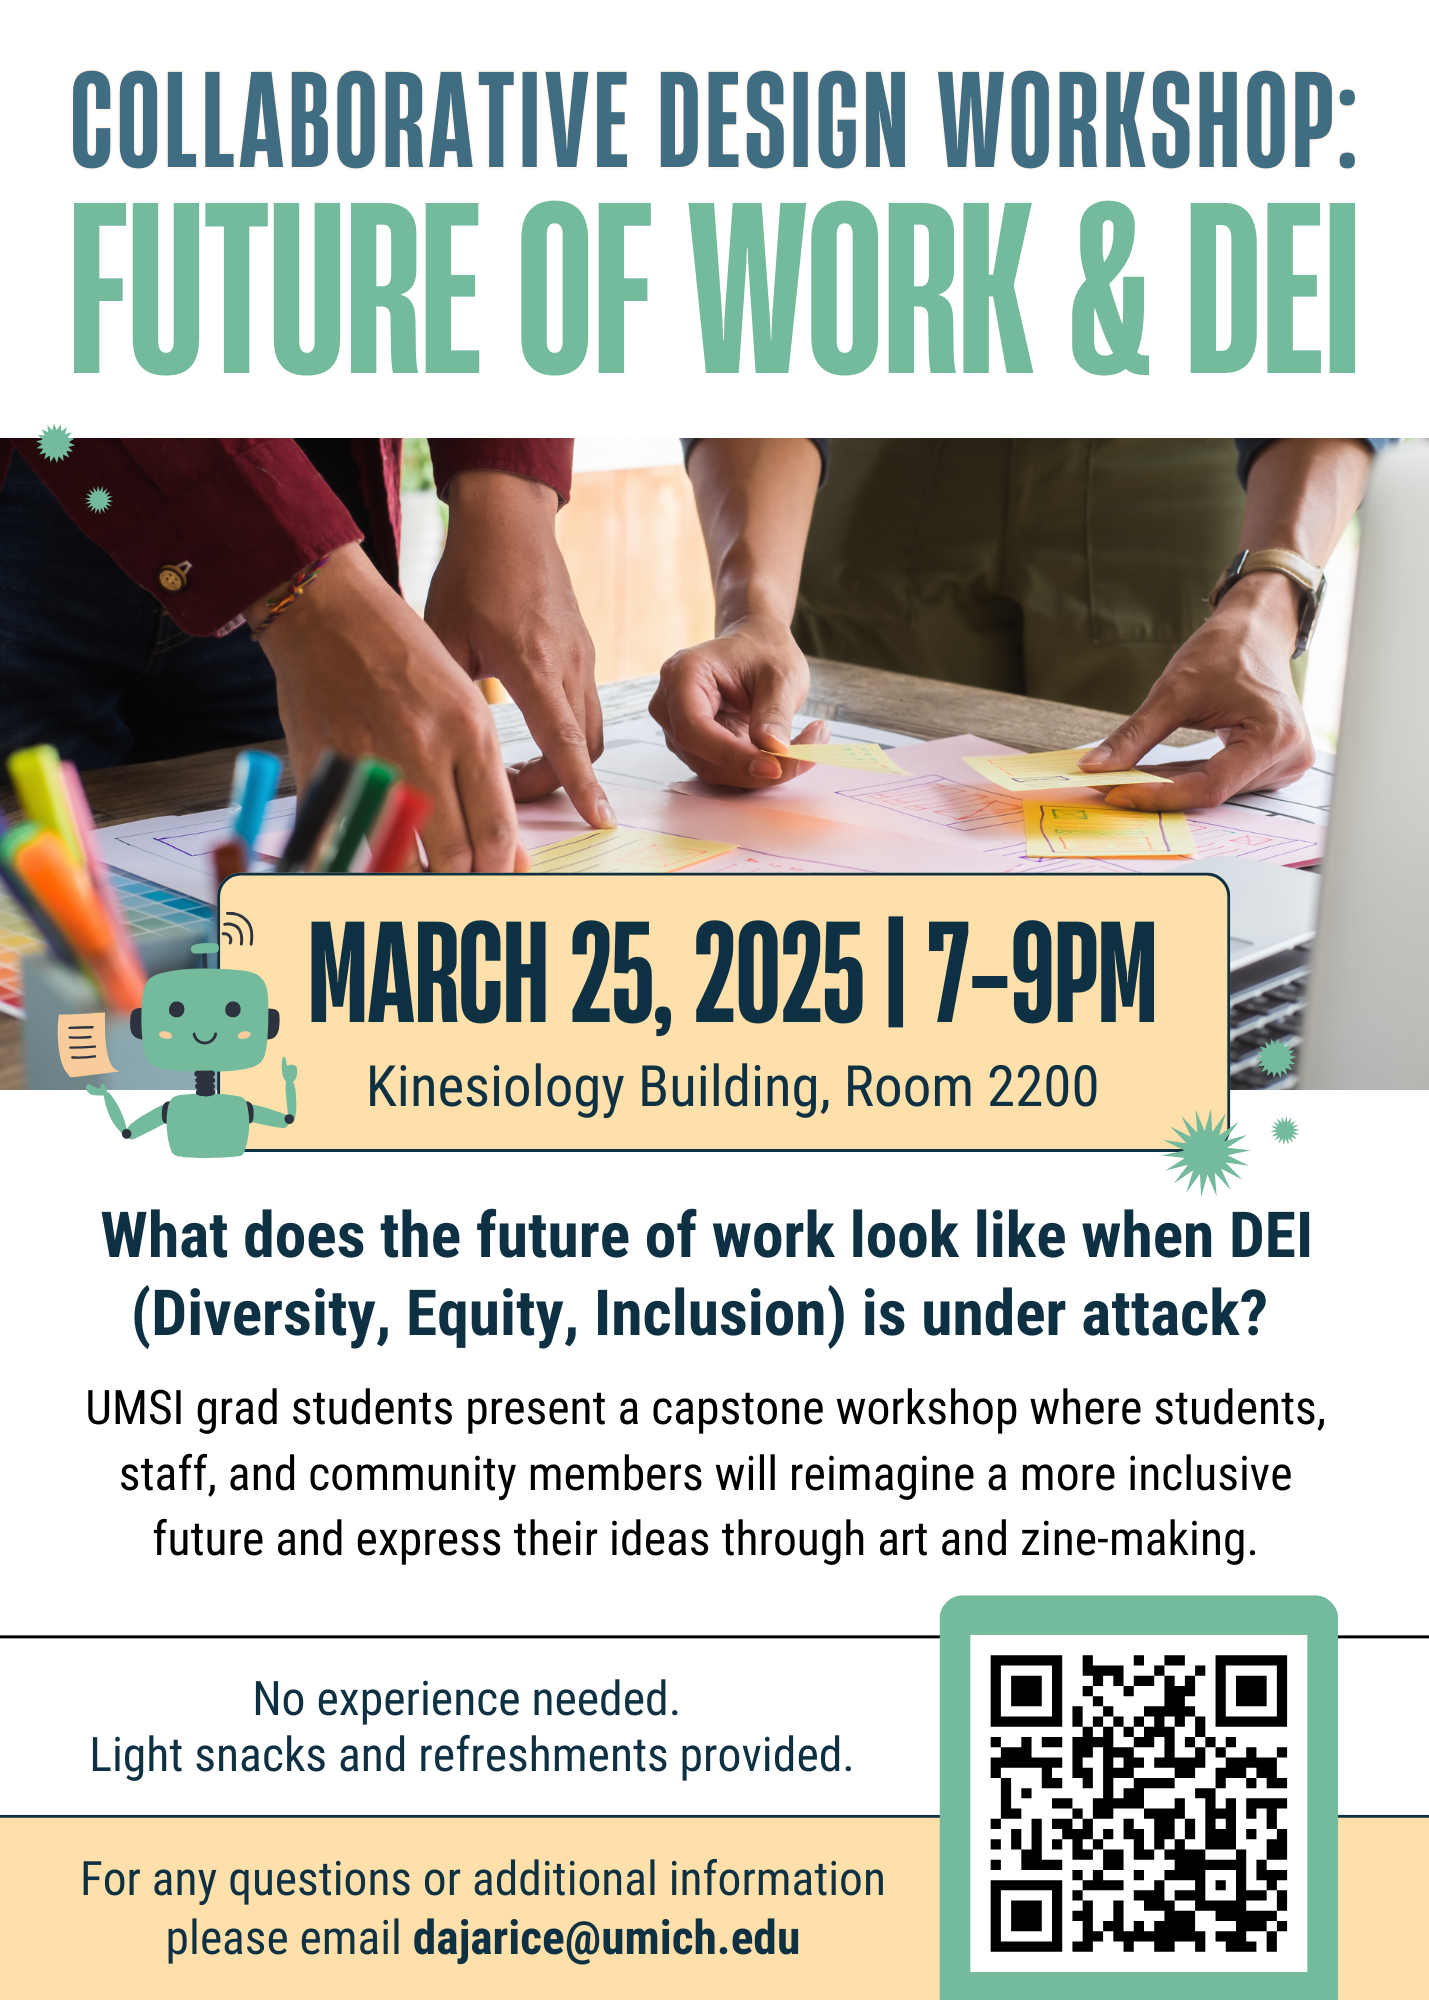 COLLABORATIVE DESIGN WORKSHOP:
FUTURE OF WORK & DEI
MARCH 25, 2025 | 7–9PM
Kinesiology Building, Room 2200
What does the future of work look like when DEI
(Diversity, Equity, Inclusion) is under attack?
UMSI grad students present a capstone workshop where students,
staff, and community members will reimagine a more inclusive
future and express their ideas through art and zine-making.
No experience needed.
Light snacks and refreshments provided.
For any questions or additional information
please email dajarice@umich.edu